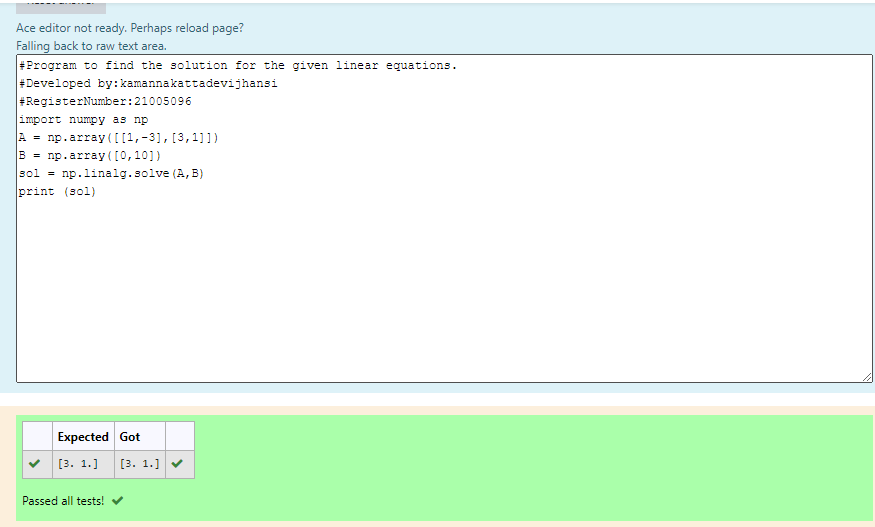 Ace editor not ready. Perhaps reload page?
Falling back to raw text area.
#Program to find the solution for the given linear equations.
#Developed by:kamannakattadevijhansi
#RegisterNumber:21005096
import numpy as np
A = np.array([[1,-3],[3,1]])
B = np.array([0,10])
sol = np.linalg.solve(A,B)
print (sol)
Expected Got
[3. 1.] [3. 1.]
Passed all tests!